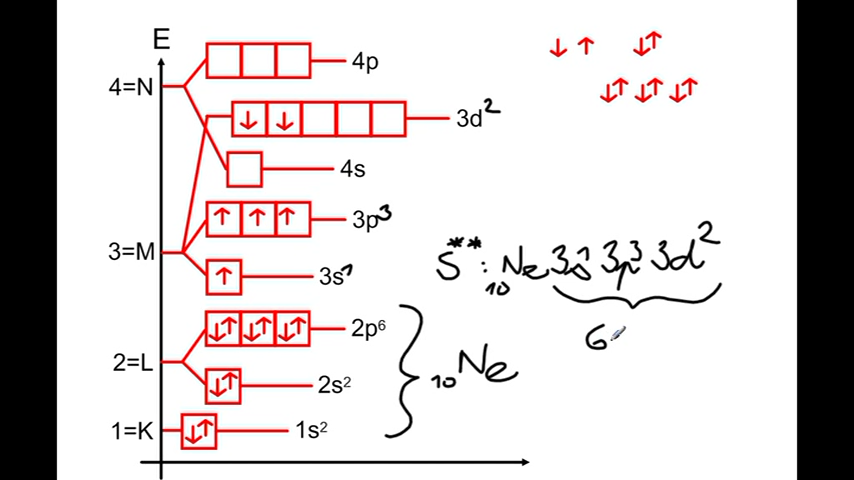 E
4=N
4p
3d²
4s
3=M
3p³
3s¹
S** : ₁₀Ne 3s¹ 3p³ 3d²
6
2=L
2p⁶
2s²
₁₀Ne
1=K
1s²